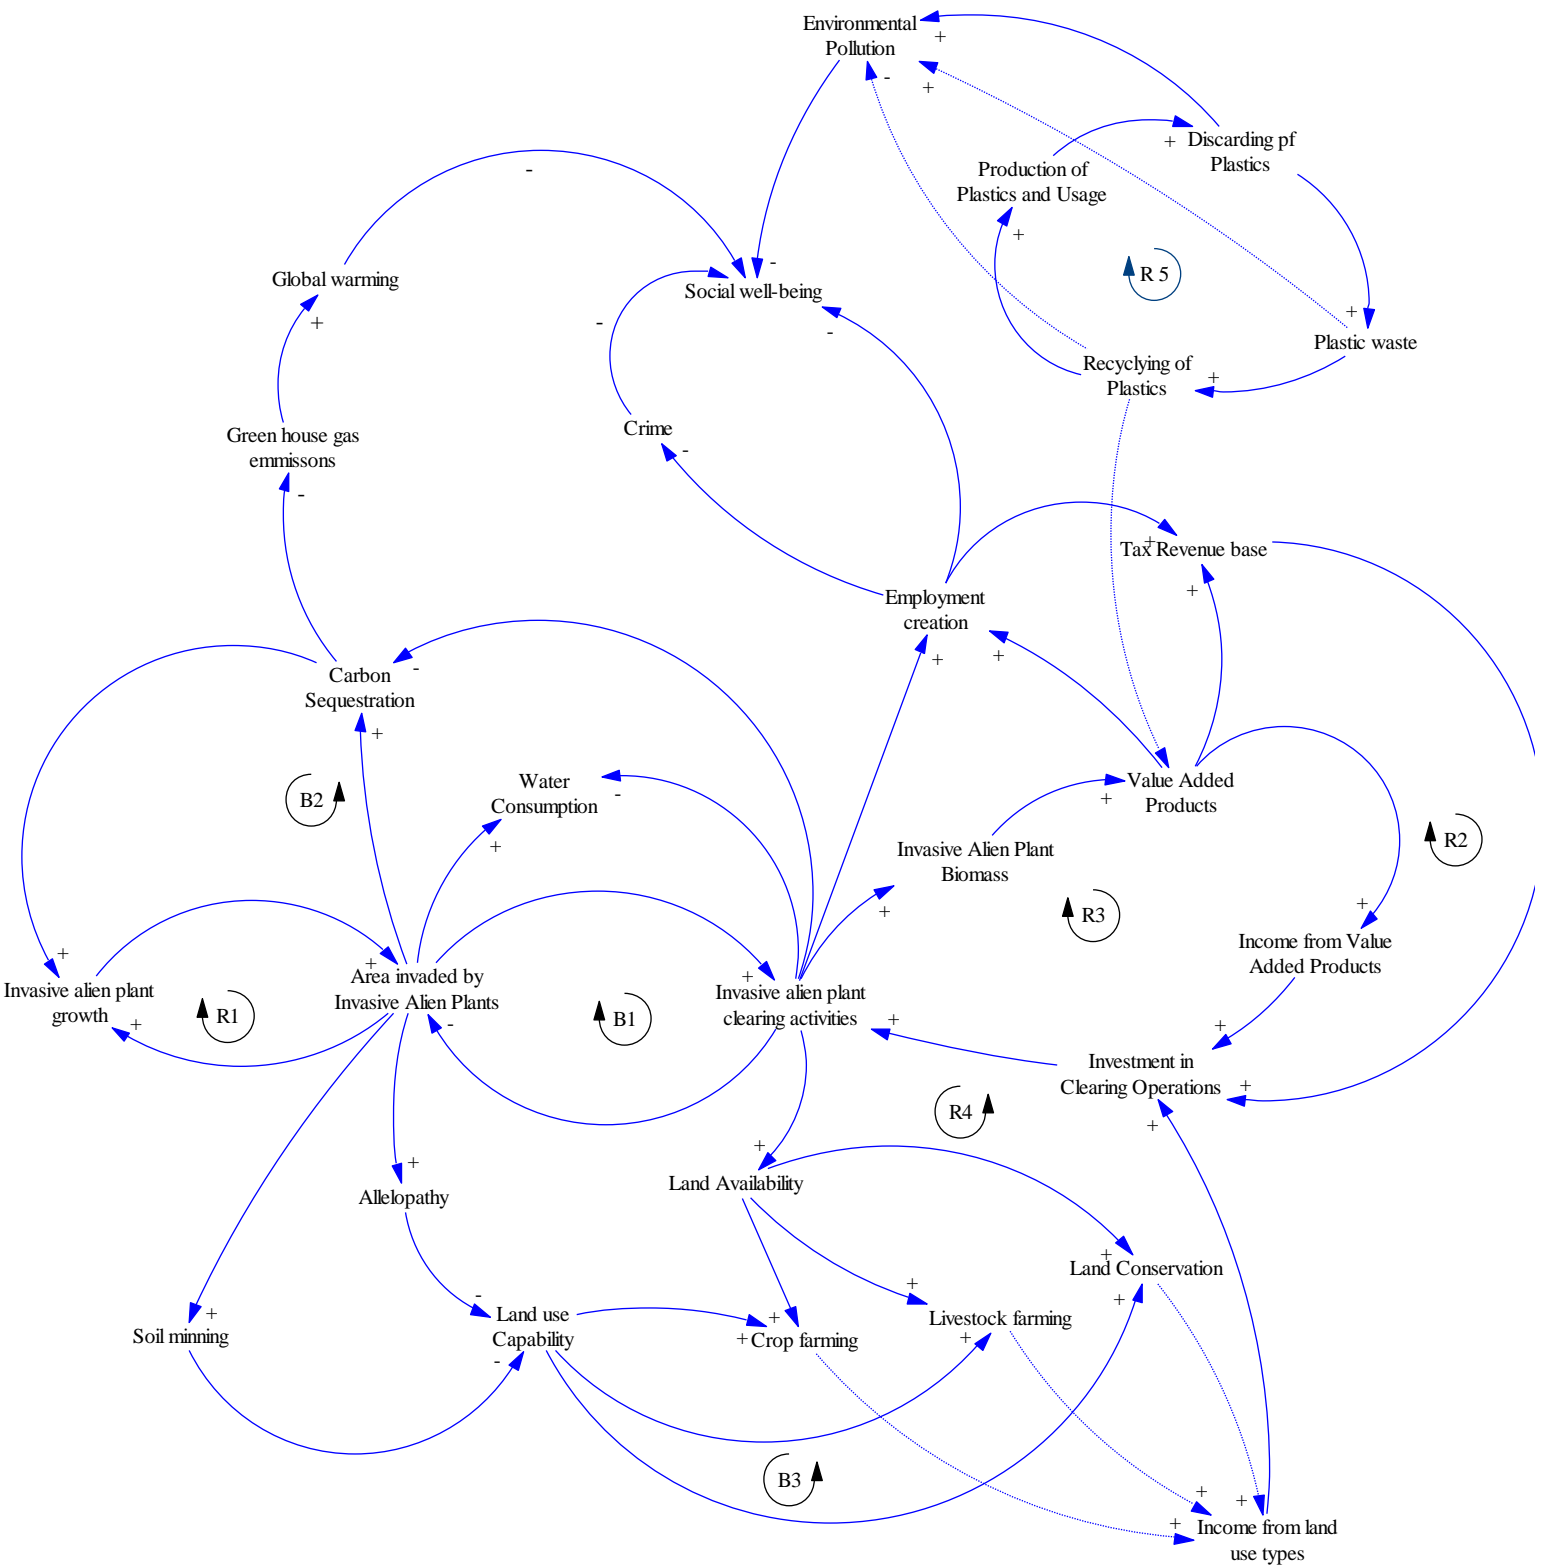 Environmental
Pollution
+
-
+
+
Discarding pf
Plastics
Production of
Plastics and Usage
-
+
R 5
Global warming
-
Social well-being
+
-
-
+
Plastic waste
Recyclying of
Plastics
+
Crime
-
Green house gas
emmissons
-
+
Tax Revenue base
+
Employment
creation
+
+
-
Carbon
Sequestration
+
B2
Water
Consumption
-
+
Value Added
Products
+
R2
Invasive Alien Plant
Biomass
+
R3
+
Income from Value
Added Products
+
+
Area invaded by
Invasive Alien Plants
+
Invasive alien plant
clearing activities
Invasive alien plant
growth
+
R1
-
B1
+
+
Investment in
Clearing Operations
+
+
R4
+
Land Availability
+
Allelopathy
+
Land Conservation
+
+
-
Land use
Capability
-
+
+
Crop farming
Livestock farming
+
+
Soil minning
B3
+
+
+
Income from land
use types